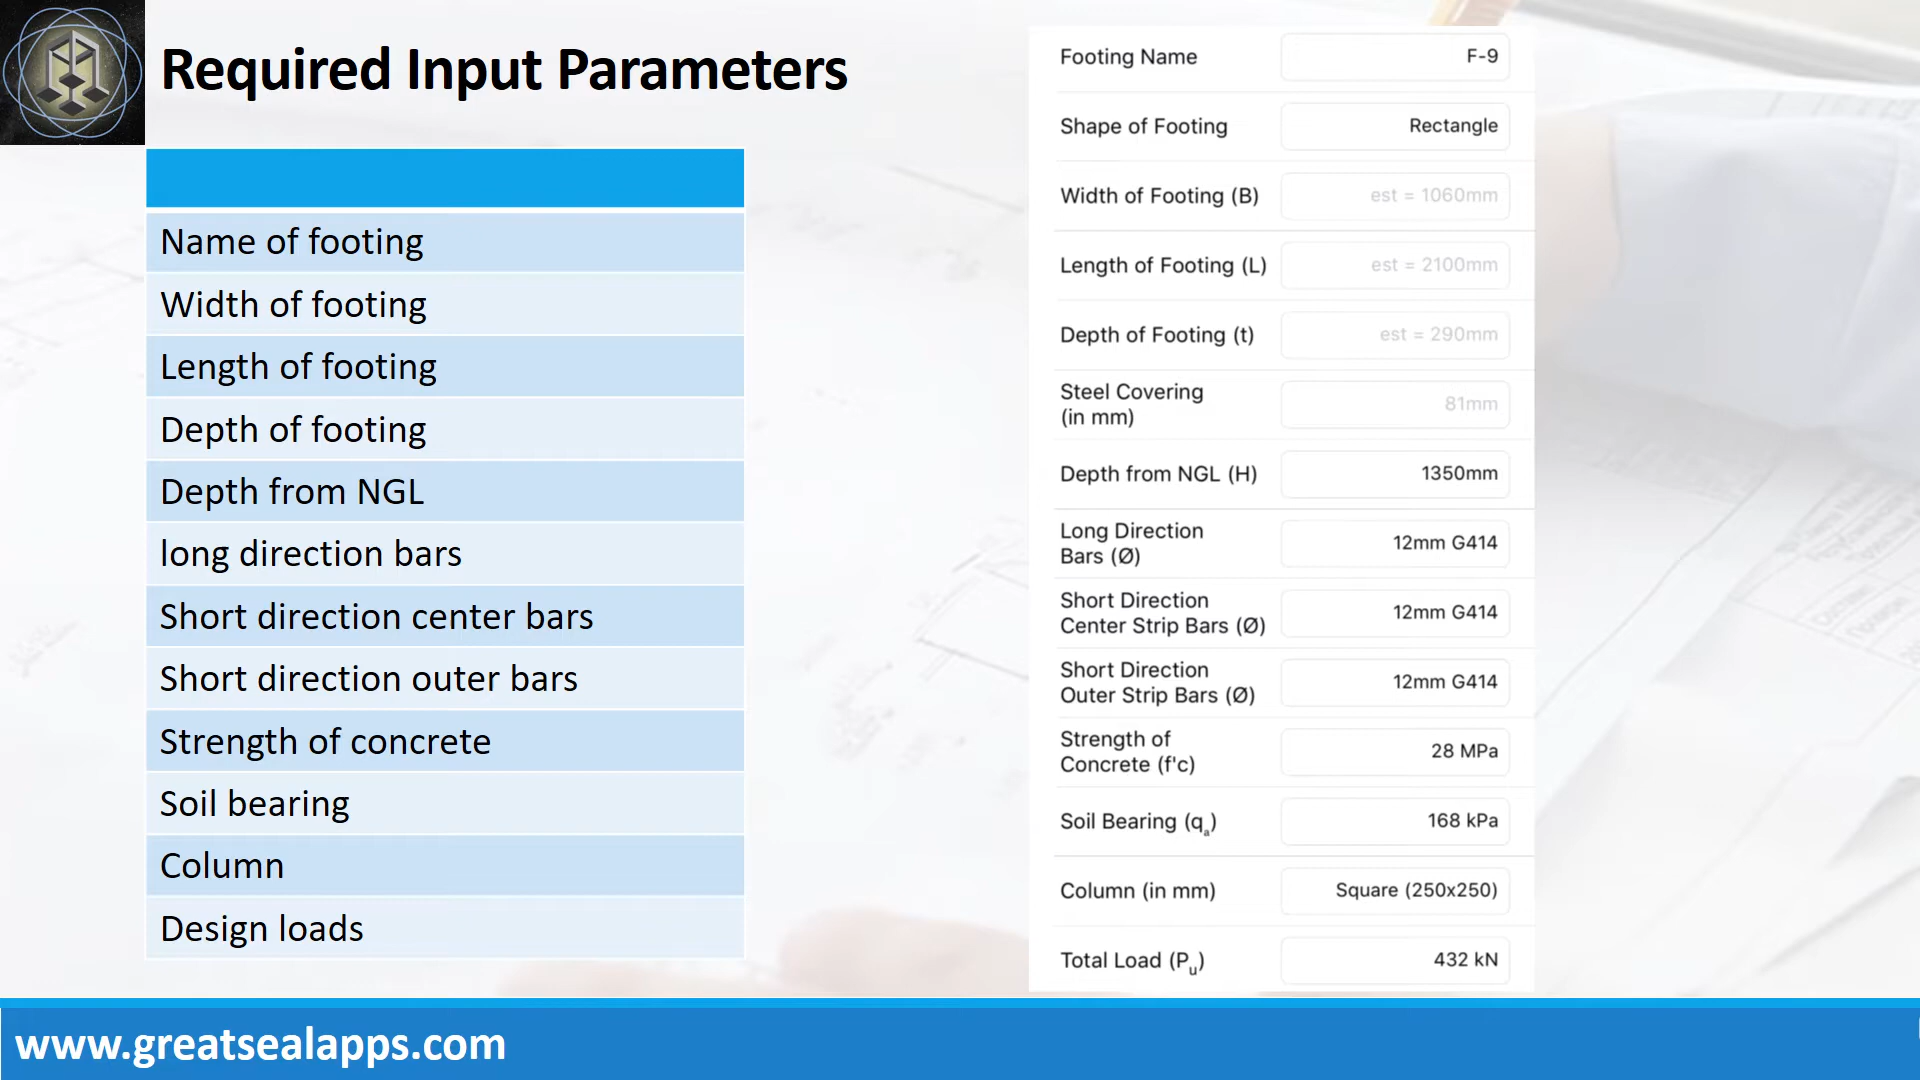 Required Input Parameters
Name of footing
Width of footing
Length of footing
Depth of footing
Depth from NGL
long direction bars
Short direction center bars
Short direction outer bars
Strength of concrete
Soil bearing
Column
Design loads
Footing Name F-9
Shape of Footing Rectangle
Width of Footing (B) est = 1060mm
Length of Footing (L) est = 2100mm
Depth of Footing (t) est = 290mm
Steel Covering
(in mm) 81mm
Depth from NGL (H) 1350mm
Long Direction
Bars (Ø) 12mm G414
Short Direction
Center Strip Bars (Ø) 12mm G414
Short Direction
Outer Strip Bars (Ø) 12mm G414
Strength of
Concrete (f'c) 28 MPa
Soil Bearing (qa) 168 kPa
Column (in mm) Square (250x250)
Total Load (Pu) 432 kN
www.greatsealapps.com